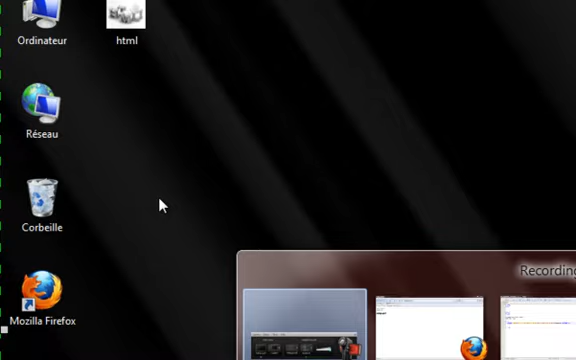 Ordinateur
html
Réseau
Corbeille
Recording
Mozilla Firefox